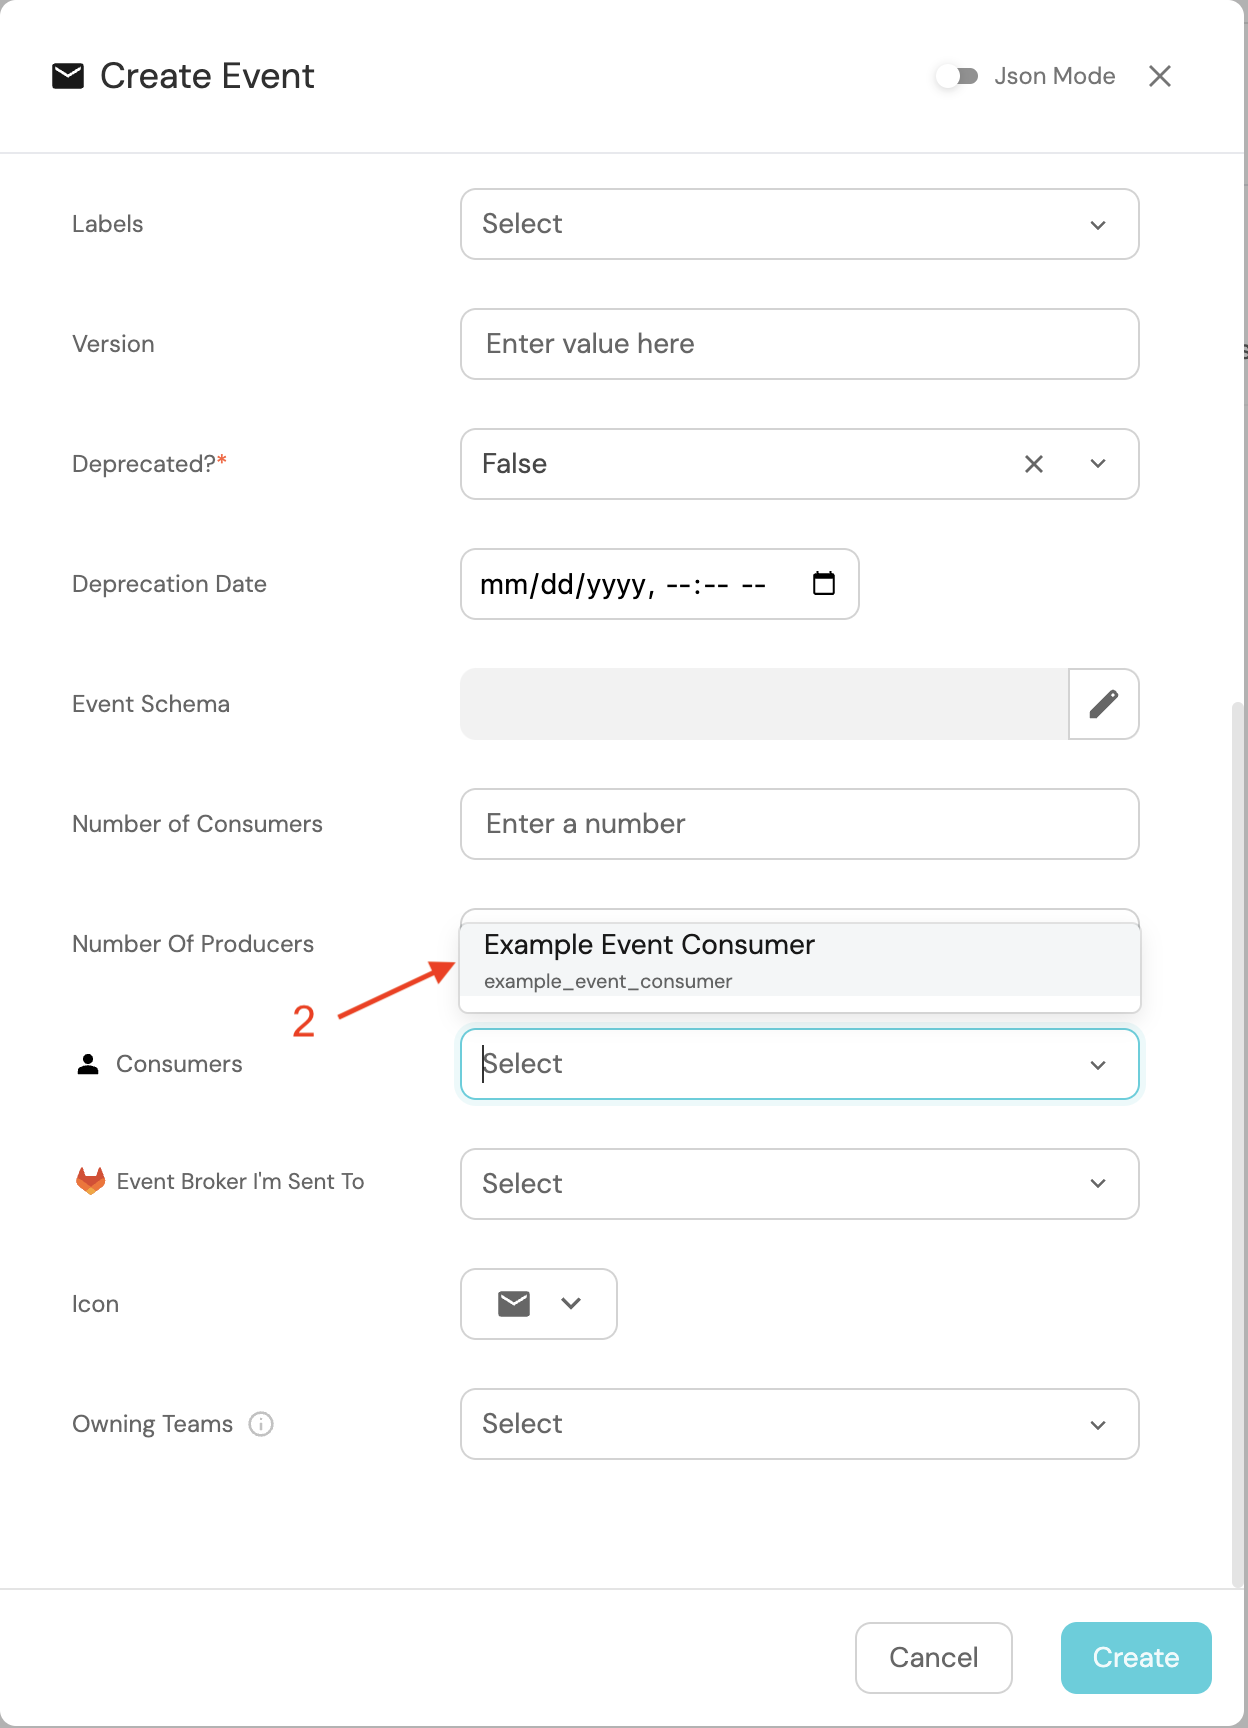 Create Event
Json Mode
Labels
Select
Version
Enter value here
Deprecated?*
False
Deprecation Date
mm/dd/yyyy, --:-- --
Event Schema
Number of Consumers
Enter a number
Number Of Producers
Example Event Consumer
example_event_consumer
2
Consumers
Select
Event Broker I'm Sent To
Select
Icon
Owning Teams
Select
Cancel
Create